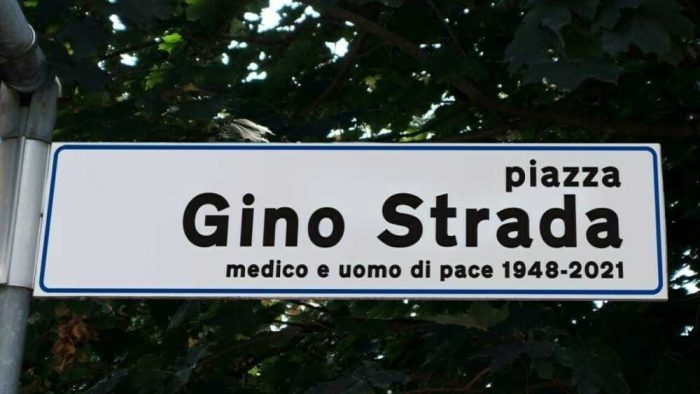 piazza
Gino Strada
medico e uomo di pace 1948-2021